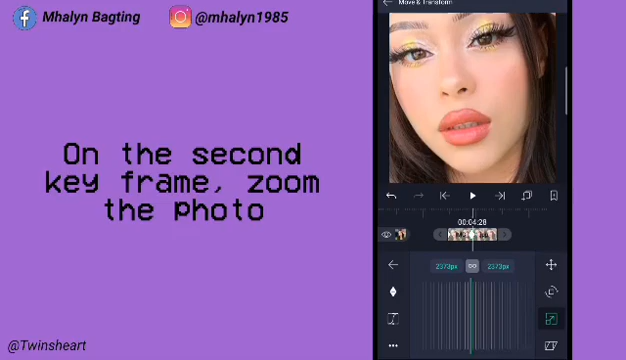 Mhalyn Bagting
@mhalyn1985
Move & Transform
On the second
key frame, zoom
the photo
00:04:28
2373px
2373px
@Twinsheart